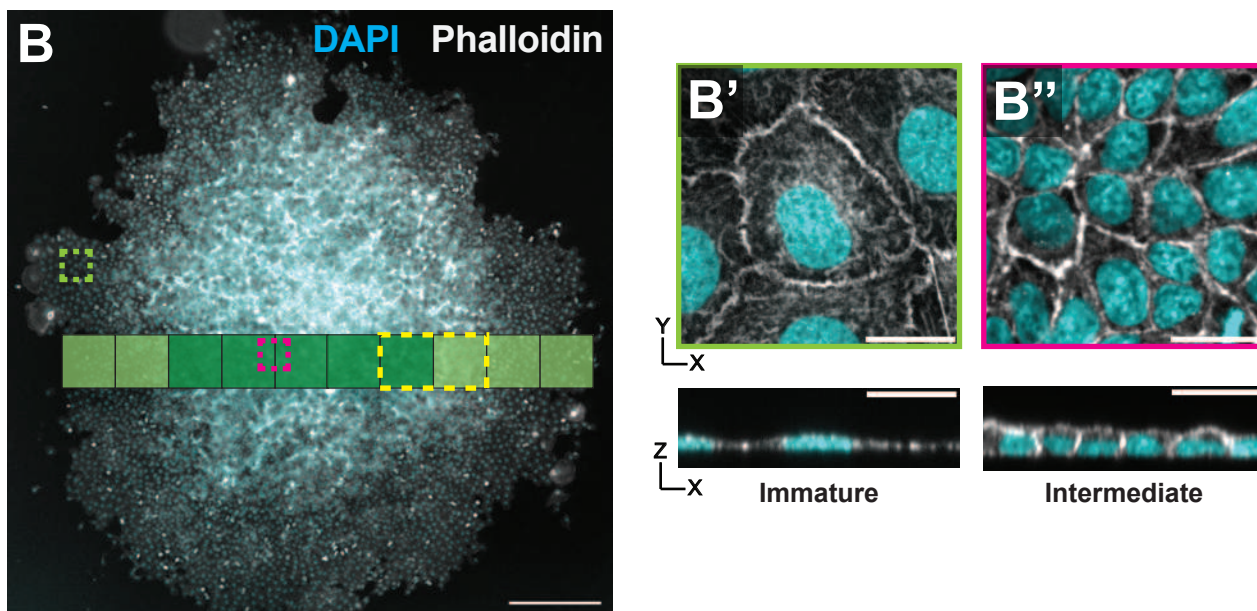 B DAPI Phalloidin
B’
B”
Y
X
Z
X
Immature
Intermediate